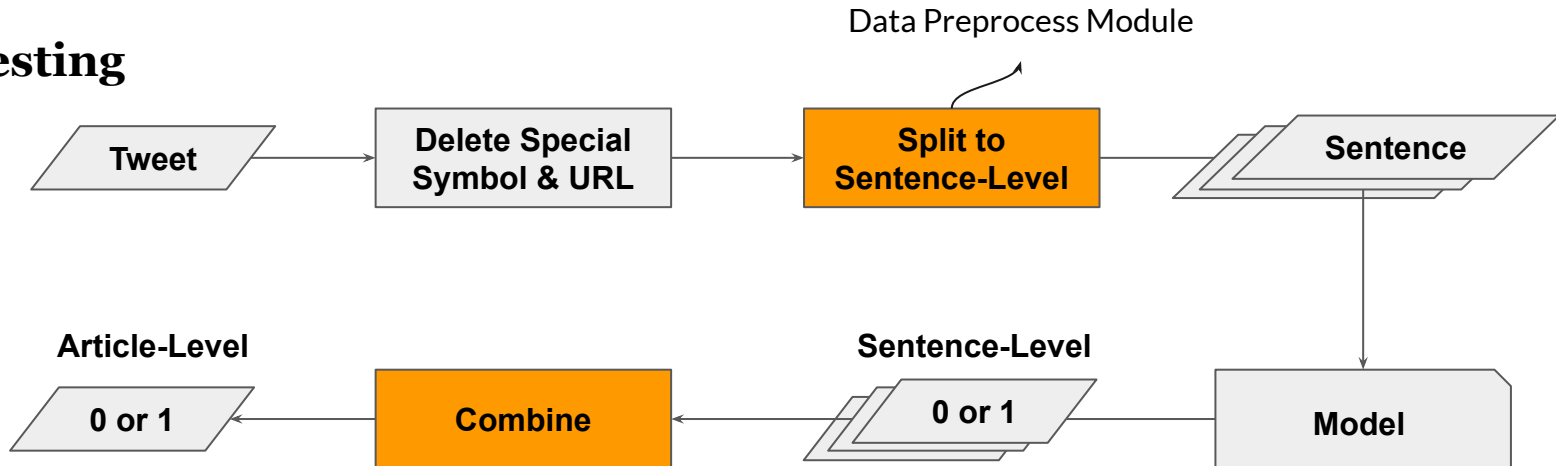 Data Preprocess Module
esting
Tweet
Delete Special
Symbol & URL
Split to
Sentence-Level
Sentence
Article-Level
Sentence-Level
0 or 1
Combine
0 or 1
Model